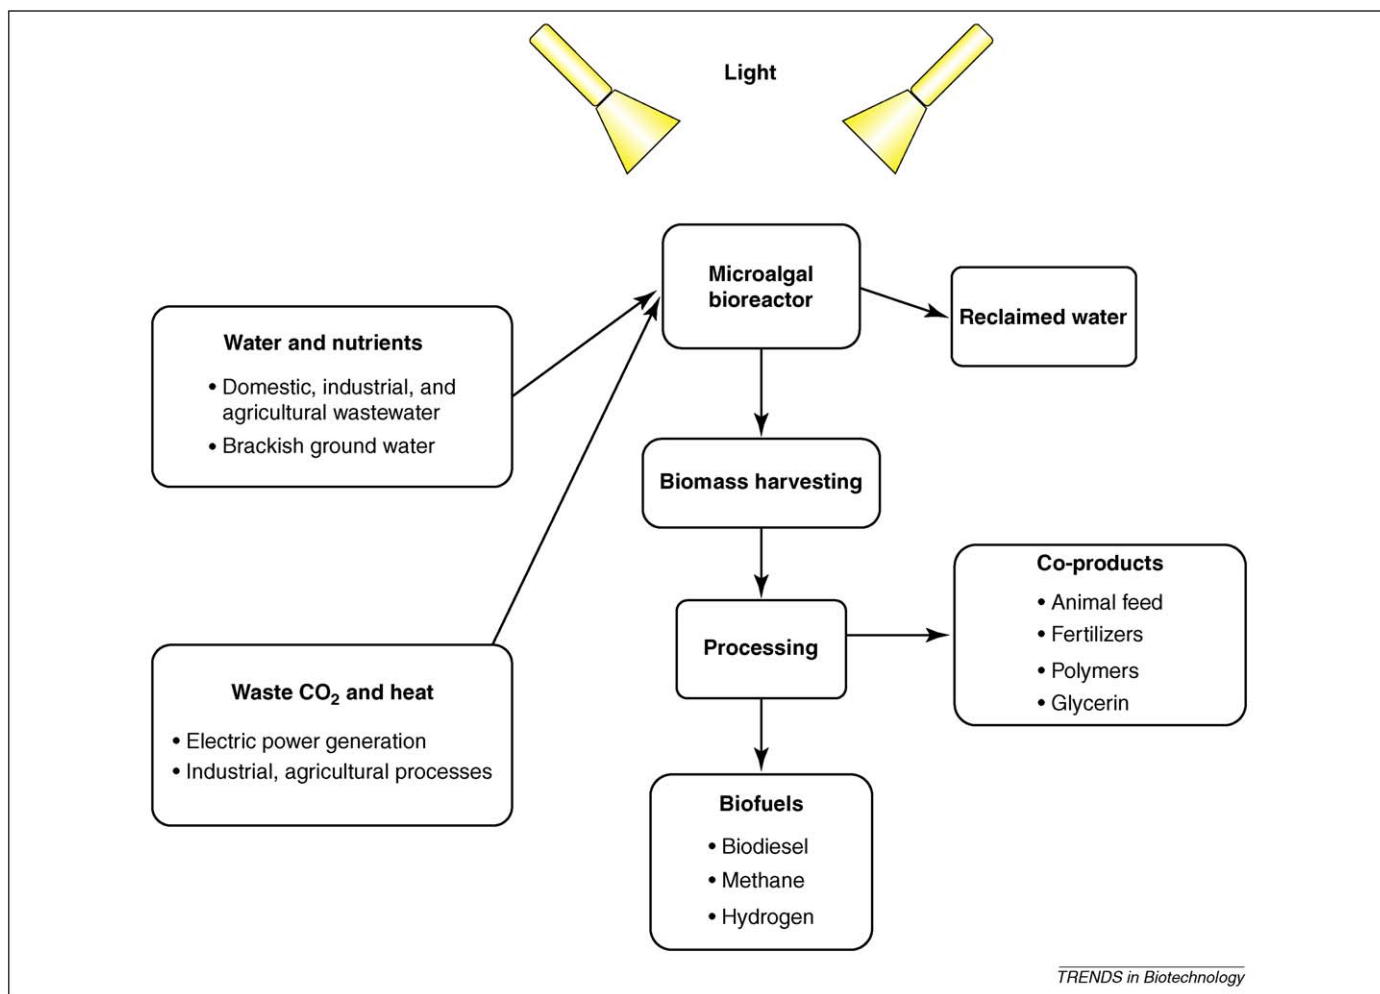 Light
Microalgal
bioreactor
Reclaimed water
Water and nutrients
• Domestic, industrial, and
agricultural wastewater
• Brackish ground water
Biomass harvesting
Waste CO₂ and heat
• Electric power generation
• Industrial, agricultural processes
Processing
Co-products
• Animal feed
• Fertilizers
• Polymers
• Glycerin
Biofuels
• Biodiesel
• Methane
• Hydrogen
TRENDS in Biotechnology